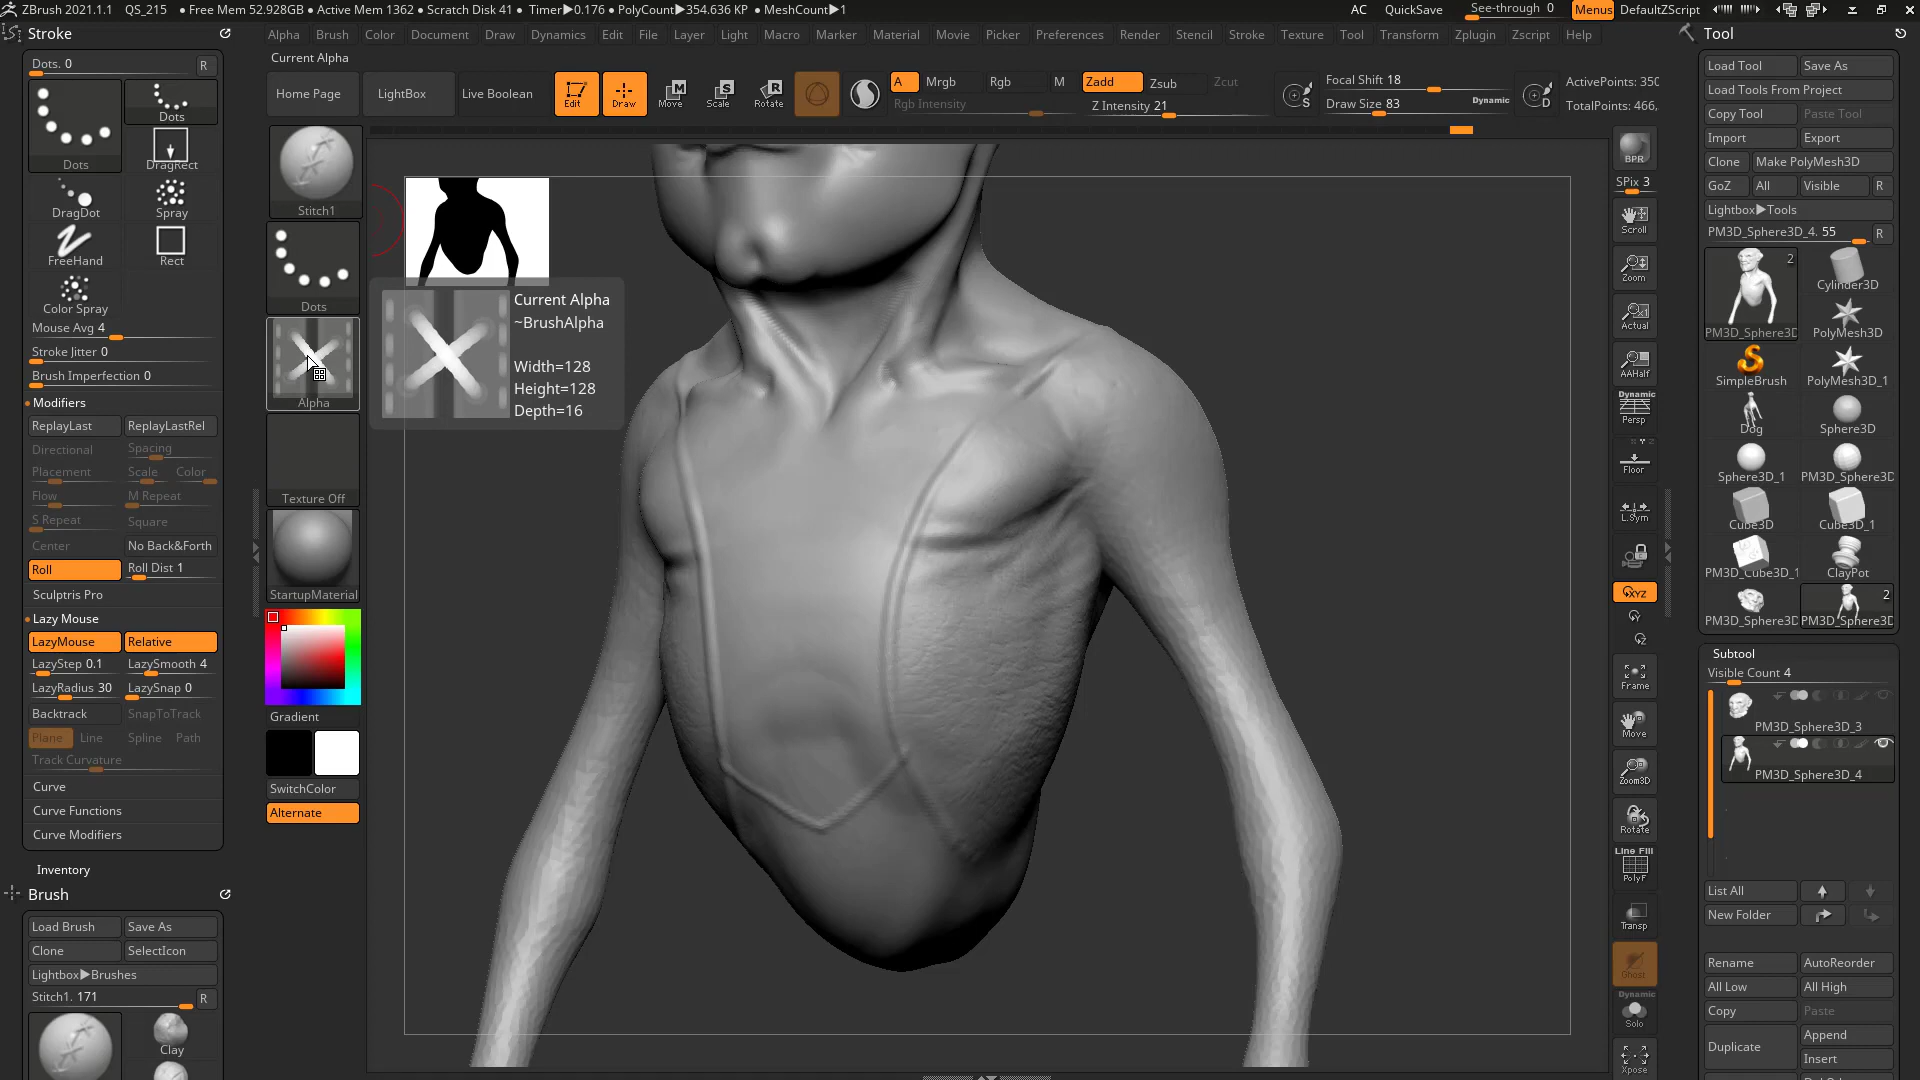 ZBrush 2021.1.1 QS_215 ● Free Mem 52.928GB ● Active Mem 1362 ● Scratch Disk 41 ● Timer▶0.176 ● PolyCount▶354.636 KP ● MeshCount▶1 AC QuickSave See-through 0 Menus DefaultZScript
Stroke
Alpha Brush Color Document Draw Dynamics Edit File Layer Light Macro Marker Material Movie Picker Preferences Render Stencil Stroke Texture Tool Transform Zplugin Zscript Help
Tool
Current Alpha
Home Page LightBox Live Boolean Edit Draw Move Scale Rotate
A Mrgb Rgb M Zadd Zsub Zcut
Rgb Intensity Z Intensity 21
S Focal Shift 18
Draw Size 83 Dynamic
D ActivePoints: 350
TotalPoints: 466,
Dots. 0 R
Dots
Dots
DragRect
DragDot Spray
FreeHand Rect
Color Spray
Mouse Avg 4
Stroke Jitter 0
Brush Imperfection 0
Modifiers
ReplayLast ReplayLastRel
Directional Spacing
Placement Scale Color
Flow M Repeat
S Repeat Square
Center No Back&Forth
Roll Roll Dist 1
Sculptris Pro
Lazy Mouse
LazyMouse Relative
LazyStep 0.1 LazySmooth 4
LazyRadius 30 LazySnap 0
Backtrack SnapToTrack
Plane Line Spline Path
Track Curvature
Curve
Curve Functions
Curve Modifiers
Inventory
Brush
Load Brush Save As
Clone SelectIcon
Lightbox▶Brushes
Stitch1. 171 R
Clay
Stitch1
Dots
Alpha
Texture Off
StartupMaterial
Gradient
SwitchColor
Alternate
Current Alpha
~BrushAlpha
Width=128
Height=128
Depth=16
BPR
SPix 3
Scroll
Zoom
Actual
AAHalf
Dynamic
Persp
Floor
L.Sym
XYZ
Y
Z
Frame
Move
Zoom3D
Rotate
Line Fill
PolyF
Transp
Ghost
Dynamic
Solo
Xpose
Load Tool Save As
Load Tools From Project
Copy Tool Paste Tool
Import Export
Clone Make PolyMesh3D
GoZ All Visible R
Lightbox▶Tools
PM3D_Sphere3D_4. 55 R
2
PM3D_Sphere3D Cylinder3D
PolyMesh3D
SimpleBrush PolyMesh3D_1
Dog Sphere3D
Sphere3D_1 PM3D_Sphere3D
Cube3D Cube3D_1
PM3D_Cube3D_1 ClayPot
2
PM3D_Sphere3D PM3D_Sphere3D
Subtool
Visible Count 4
PM3D_Sphere3D_3
PM3D_Sphere3D_4
List All
New Folder
Rename AutoReorder
All Low All High
Copy Paste
Duplicate Append
Insert